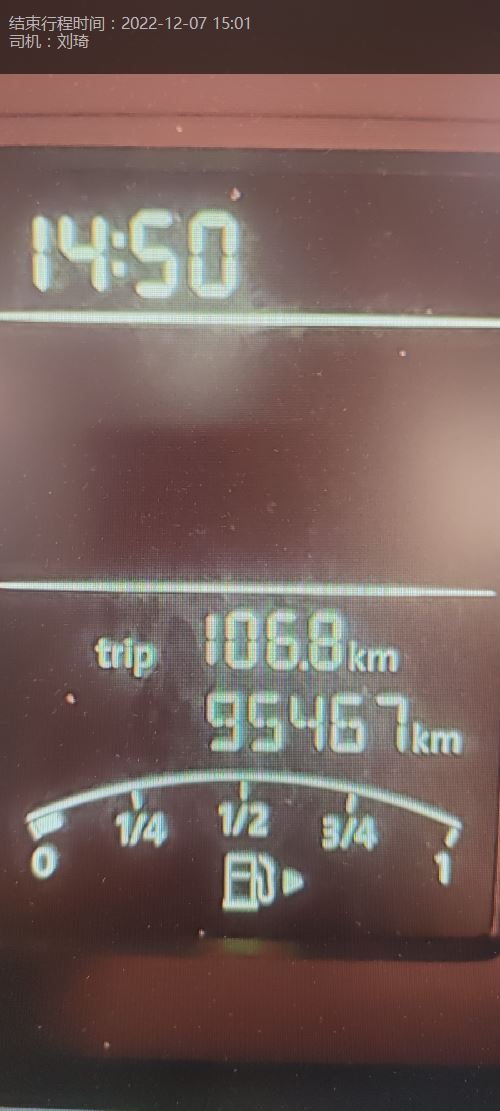 结束行程时间：2022-12-07 15:01
司机：刘琦
14:50
trip 106.8km
95467km
0 1/4 1/2 3/4 1